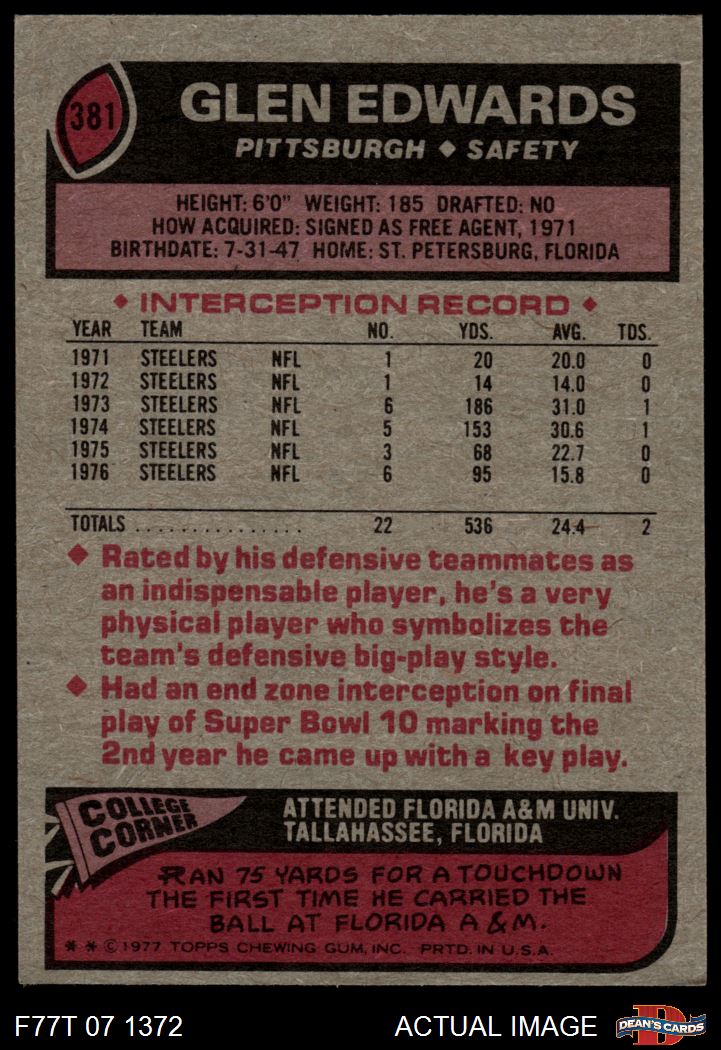 381
GLEN EDWARDS
PITTSBURGH ◆ SAFETY
HEIGHT: 6'0" WEIGHT: 185 DRAFTED: NO
HOW ACQUIRED: SIGNED AS FREE AGENT, 1971
BIRTHDATE: 7-31-47 HOME: ST. PETERSBURG, FLORIDA
◆ INTERCEPTION RECORD ◆
YEAR TEAM NO. YDS. AVG. TDS.
1971 STEELERS NFL 1 20 20.0 0
1972 STEELERS NFL 1 14 14.0 0
1973 STEELERS NFL 6 186 31.0 1
1974 STEELERS NFL 5 153 30.6 1
1975 STEELERS NFL 3 68 22.7 0
1976 STEELERS NFL 6 95 15.8 0
TOTALS ................ 22 536 24.4 2
◆ Rated by his defensive teammates as
an indispensable player, he's a very
physical player who symbolizes the
team's defensive big-play style.
◆ Had an end zone interception on final
play of Super Bowl 10 marking the
2nd year he came up with a key play.
COLLEGE
CORNER
ATTENDED FLORIDA A&M UNIV.
TALLAHASSEE, FLORIDA
RAN 75 YARDS FOR A TOUCHDOWN
THE FIRST TIME HE CARRIED THE
BALL AT FLORIDA A & M.
* * © 1977 TOPPS CHEWING GUM, INC. PRTD. IN U.S.A.
F77T 07 1372
ACTUAL IMAGE
D
DEAN'S CARDS